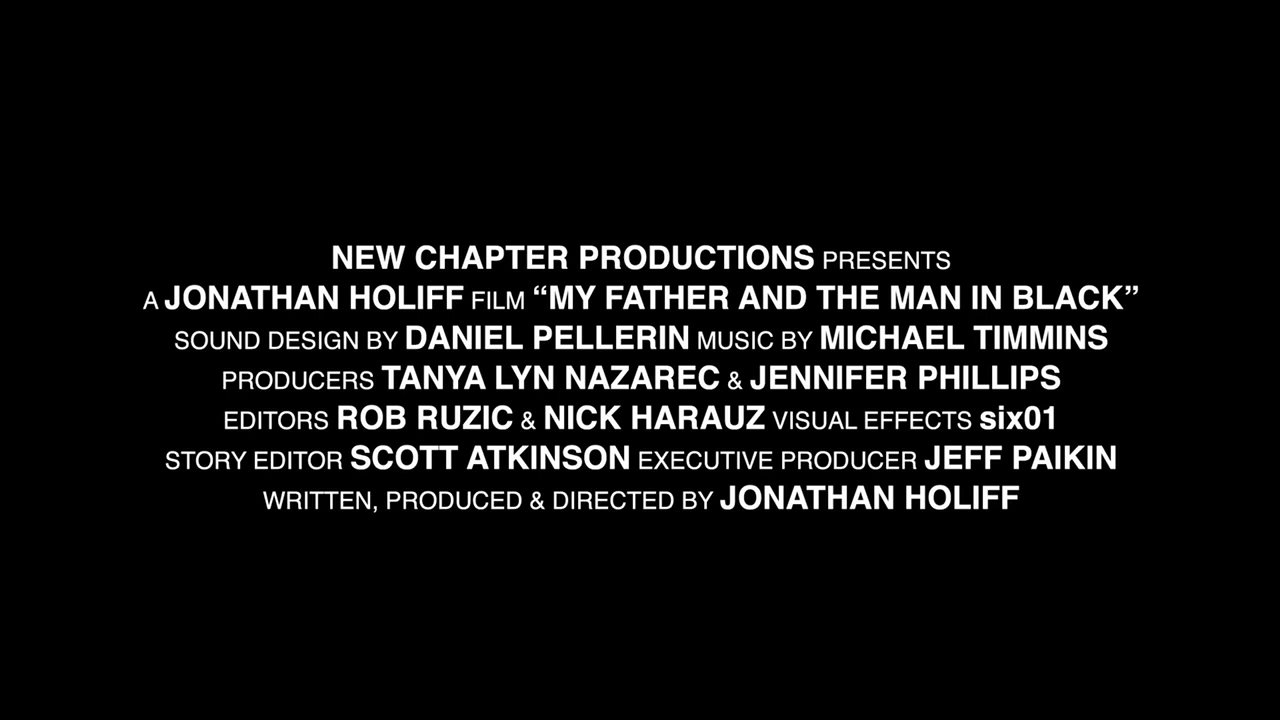 NEW CHAPTER PRODUCTIONS PRESENTS
A JONATHAN HOLIFF FILM “MY FATHER AND THE MAN IN BLACK”
SOUND DESIGN BY DANIEL PELLERIN MUSIC BY MICHAEL TIMMINS
PRODUCERS TANYA LYN NAZAREC & JENNIFER PHILLIPS
EDITORS ROB RUZIC & NICK HARAUZ VISUAL EFFECTS six01
STORY EDITOR SCOTT ATKINSON EXECUTIVE PRODUCER JEFF PAIKIN
WRITTEN, PRODUCED & DIRECTED BY JONATHAN HOLIFF